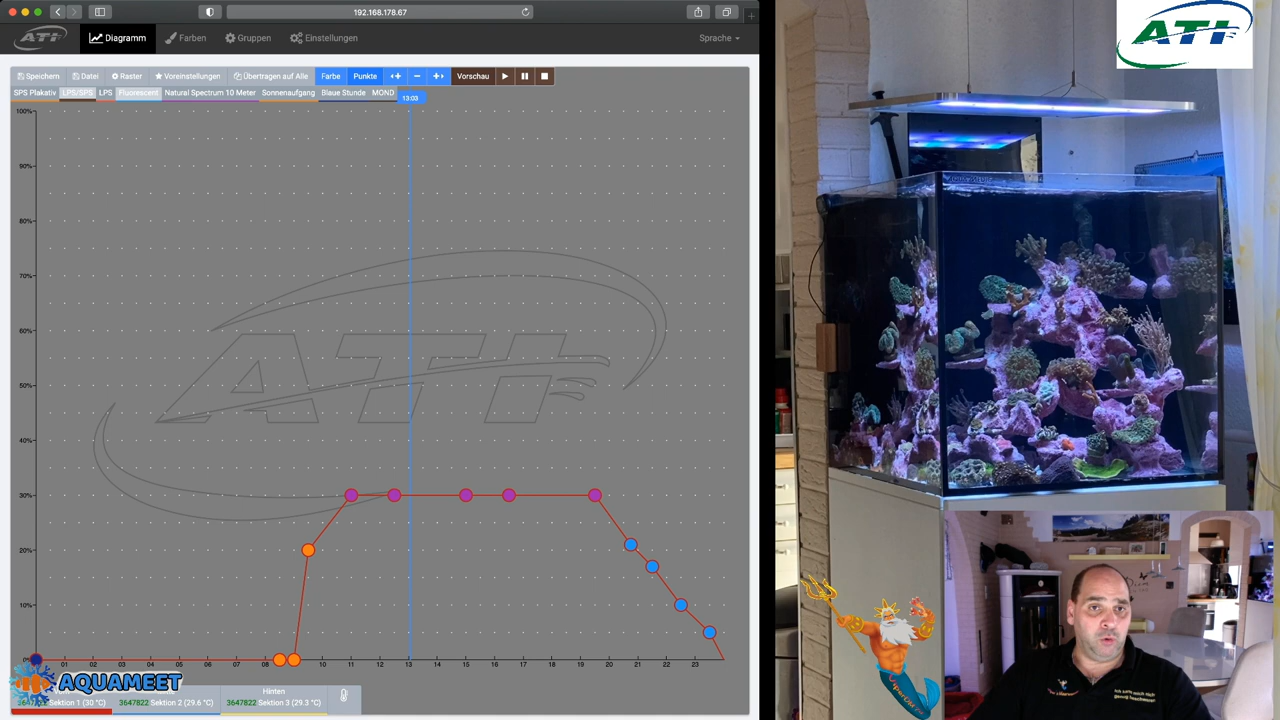 192.168.178.67
ATI
Diagramm Farben Gruppen Einstellungen Sprache
Speichern Datei Raster Voreinstellungen Übertragen auf Alle Farbe Punkte Vorschau
SPS Plakativ LPS/SPS LPS Fluorescent Natural Spectrum 10 Meter Sonnenaufgang Blaue Stunde MOND
13:03
100%
90%
80%
70%
60%
50%
40%
30%
20%
10%
ATI
01 02 03 04 05 06 07 08 09 10 11 12 13 14 15 16 17 18 19 20 21 22 23
AQUAMEET
Hinten
Sektion 1 (30 °C) 3647822 Sektion 2 (29.6 °C) 3647822 Sektion 3 (29.3 °C)
ATI